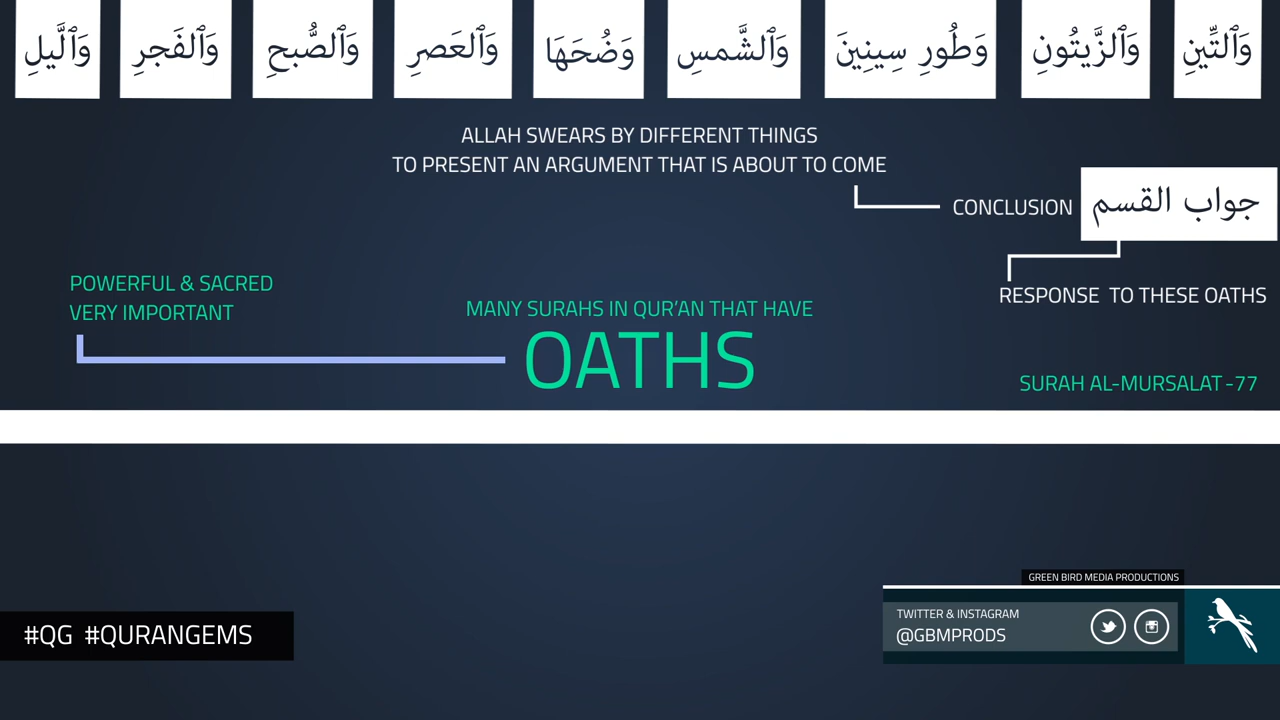 وَٱلتِّينِ وَٱلزَّيتُونِ وَطُورِ سِينِينَ وَٱلشَّمسِ وَضُحَهَا وَٱلعَصرِ وَٱلصُّبحِ وَٱلفَجرِ وَٱلَّيلِ
ALLAH SWEARS BY DIFFERENT THINGS
TO PRESENT AN ARGUMENT THAT IS ABOUT TO COME
CONCLUSION جواب القسم
RESPONSE TO THESE OATHS
POWERFUL & SACRED
VERY IMPORTANT
MANY SURAHS IN QUR'AN THAT HAVE
OATHS
SURAH AL-MURSALAT-77
GREEN BIRD MEDIA PRODUCTIONS
TWITTER & INSTAGRAM
@GBMPRODS
#QG #QURANGEMS